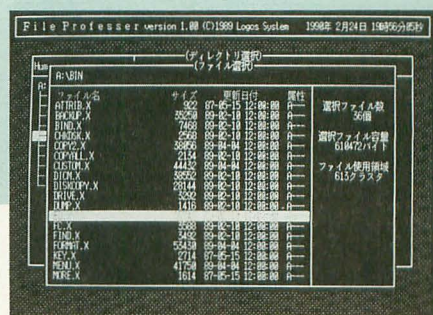 File Professer version 1.00 (C)1989 Logos System 1990年 2月24日 19時56分05秒
(ディレクトリ選択)
(ファイル選択)
Hum
A:
A:\BIN
ファイル名 サイズ 更新日付 属性
ATTRIB.X 922 87-05-15 12:00:00 A
BACKUP.X 35250 89-02-10 12:00:00 A
BIND.X 7468 89-02-10 12:00:00 A
CHKDSK.X 2568 89-02-10 12:00:00 A
COPY2.X 38056 89-04-04 12:00:00 A
COPYALL.X 2134 89-02-10 12:00:00 A
CUSTOM.X 44432 89-04-04 12:00:00 A
DICM.X 38552 89-02-10 12:00:00 A
DISKCOPY.X 28144 89-02-10 12:00:00 A
DRIVE.X 3292 89-02-10 12:00:00 A
DUMP.X 1416 89-02-10 12:00:00 A
FC.X 3588 89-02-10 12:00:00 A
FIND.X 3492 89-02-10 12:00:00 A
FORMAT.X 53430 89-04-04 12:00:00 A
KEY.X 2714 87-05-15 12:00:00 A
MENU.X 41750 89-04-04 12:00:00 A
MORE.X 1614 87-05-15 12:00:00 A
選択ファイル数
36個
選択ファイル容量
610472バイト
ファイル使用領域
613クラスタ